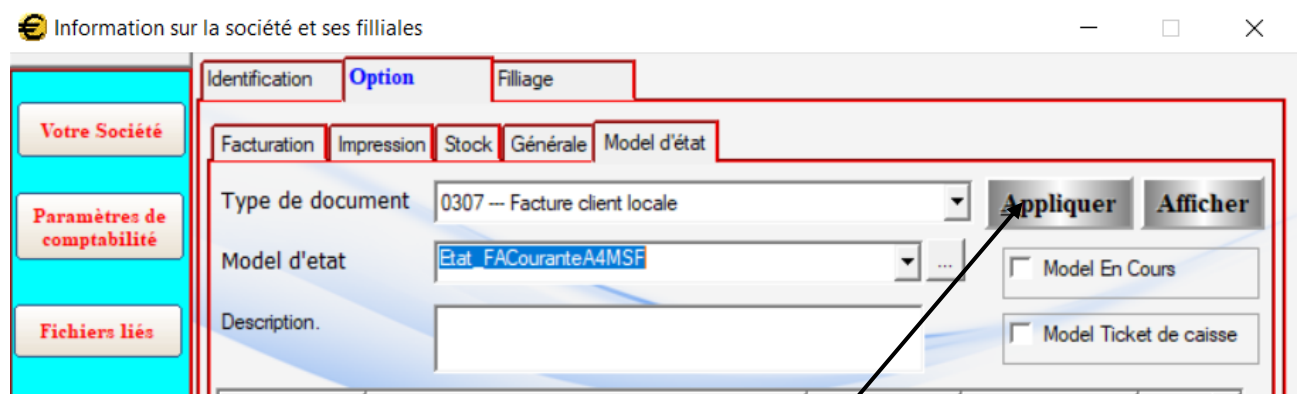 Information sur la société et ses filliales
Identification Option Filliage
Votre Société
Facturation Impression Stock Générale Model d'état
Type de document 0307 --- Facture client locale Appliquer Afficher
Paramètres de
comptabilité
Model d'etat Etat_FACouranteA4MSF ... Model En Cours
Fichiers liés
Description. Model Ticket de caisse